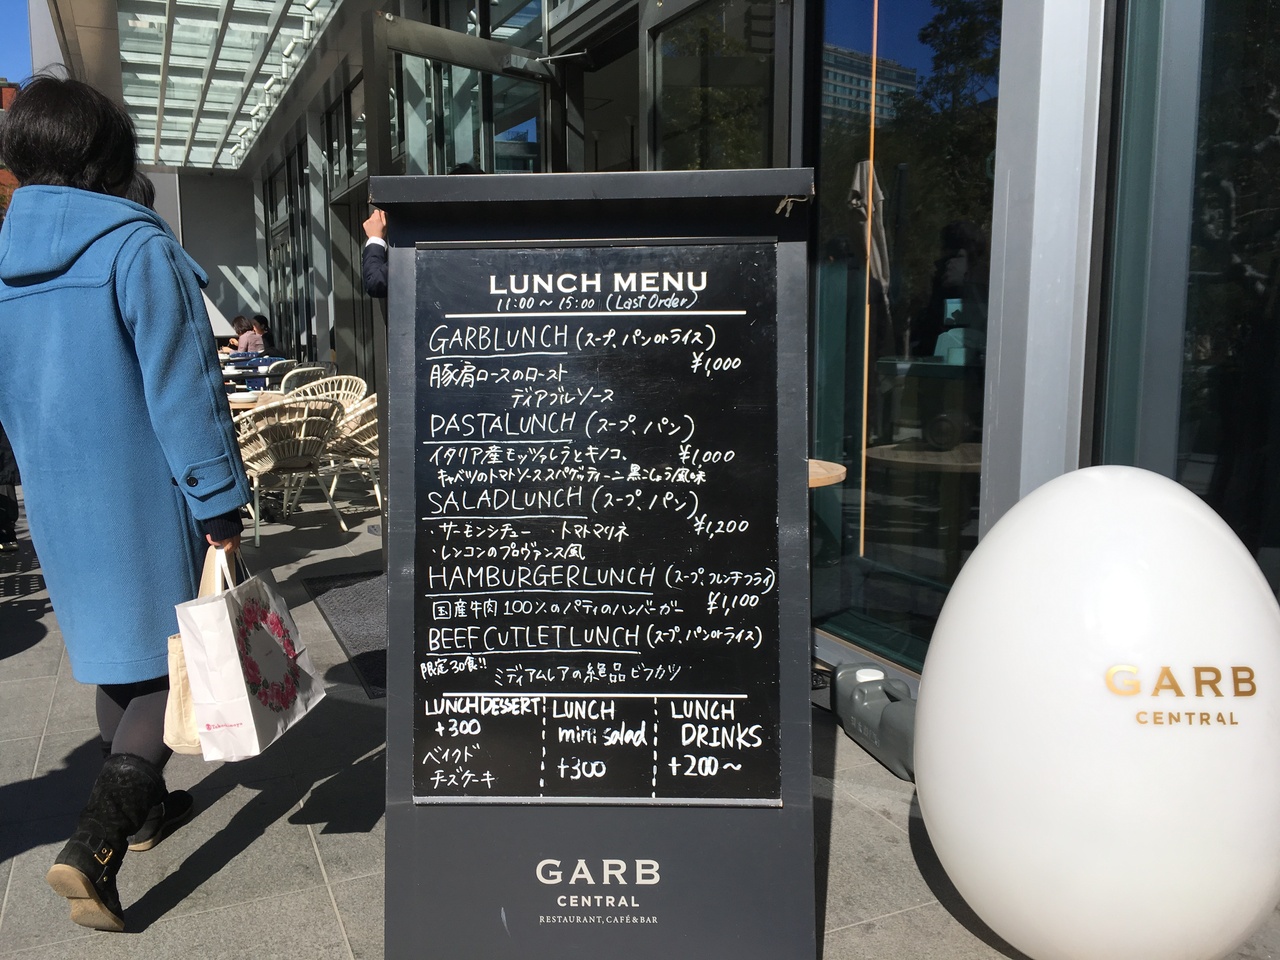 LUNCH MENU
11:00～15:00 (Last Order)
GARBLUNCH (スープ、パンorライス)
¥1,000
豚肩ロースのロースト
ディアブルソース
PASTALUNCH (スープ、パン)
イタリア産モッツァレラとキノコ、
¥1,000
キャベツのトマトソーススパゲッティーニ黒こしょう風味
SALADLUNCH (スープ、パン)
¥1,200
・サーモンシチュー ・トマトマリネ
・レンコンのプロヴァンス風
HAMBURGERLUNCH (スープ、フレンチフライ)
¥1,100
国産牛肉100%のパティのハンバーガー
BEEFCUTLETLUNCH (スープ、パンorライス)
限定30食!! ミディアムレアの絶品ビフカツ
LUNCH DESSERT
+300
ベイクド
チーズケーキ
LUNCH
mini salad
+300
LUNCH
DRINKS
+200～
GARB
CENTRAL
RESTAURANT, CAFÉ & BAR
GARB
CENTRAL